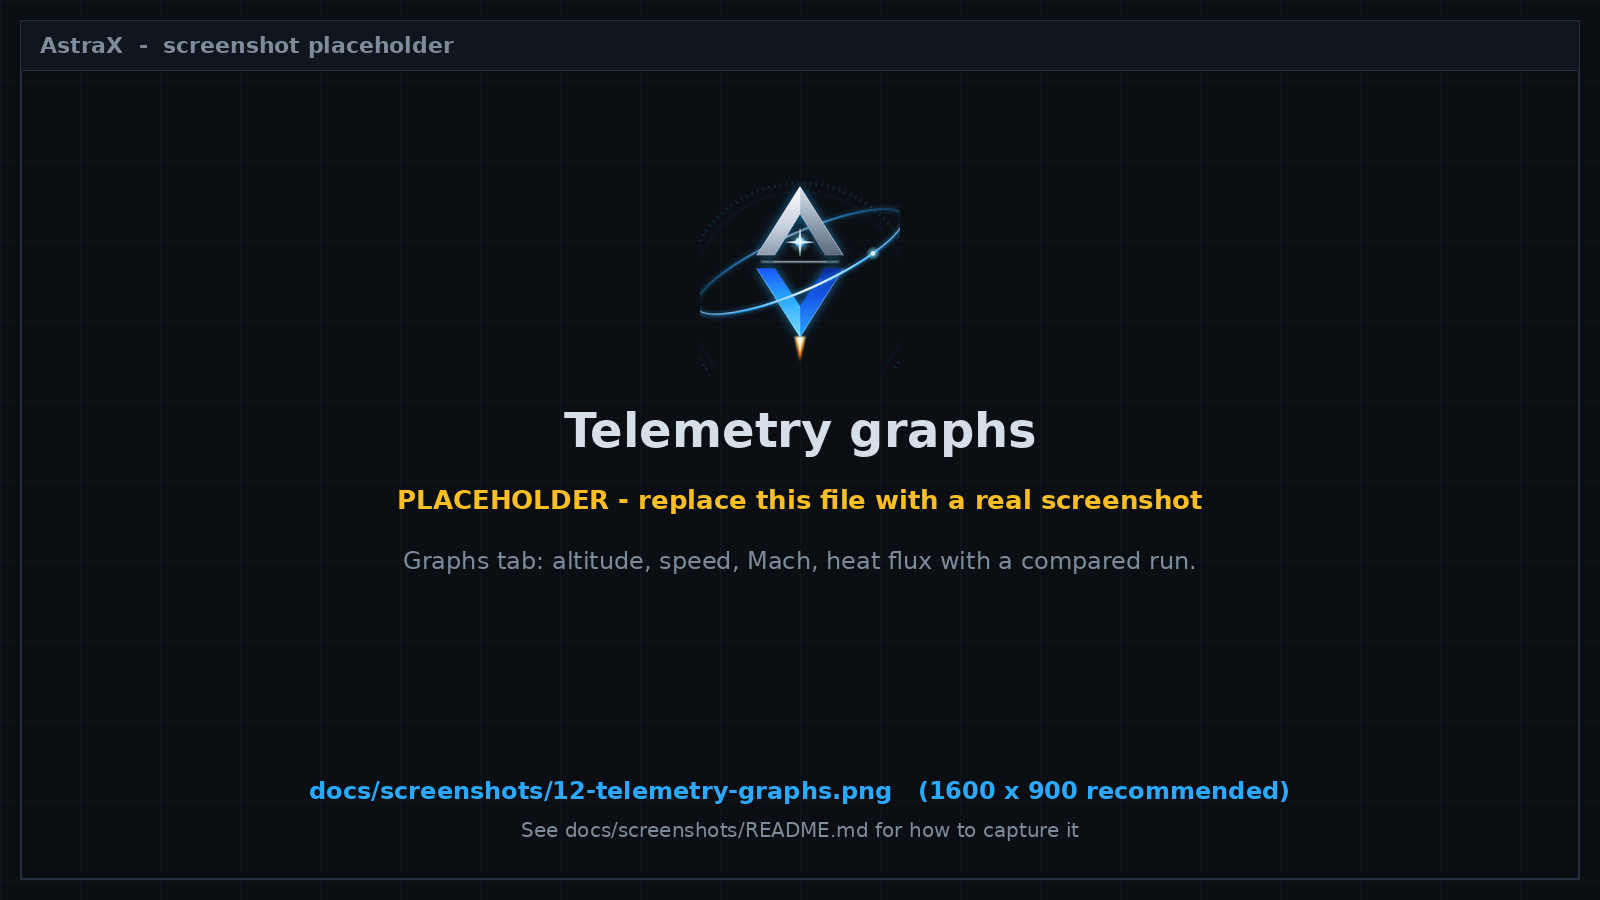 AstraX - screenshot placeholder
Telemetry graphs
PLACEHOLDER - replace this file with a real screenshot
Graphs tab: altitude, speed, Mach, heat flux with a compared run.
docs/screenshots/12-telemetry-graphs.png (1600 x 900 recommended)
See docs/screenshots/README.md for how to capture it